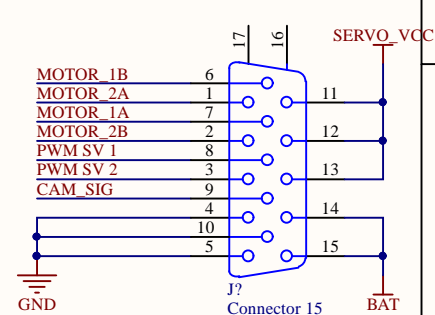 17
16
SERVO_VCC
MOTOR_1B 6
MOTOR_2A 1 11
MOTOR_1A 7
MOTOR_2B 2 12
PWM SV 1 8
PWM SV 2 3 13
CAM_SIG 9
4 14
10
5 15
J?
GND Connector 15 BAT